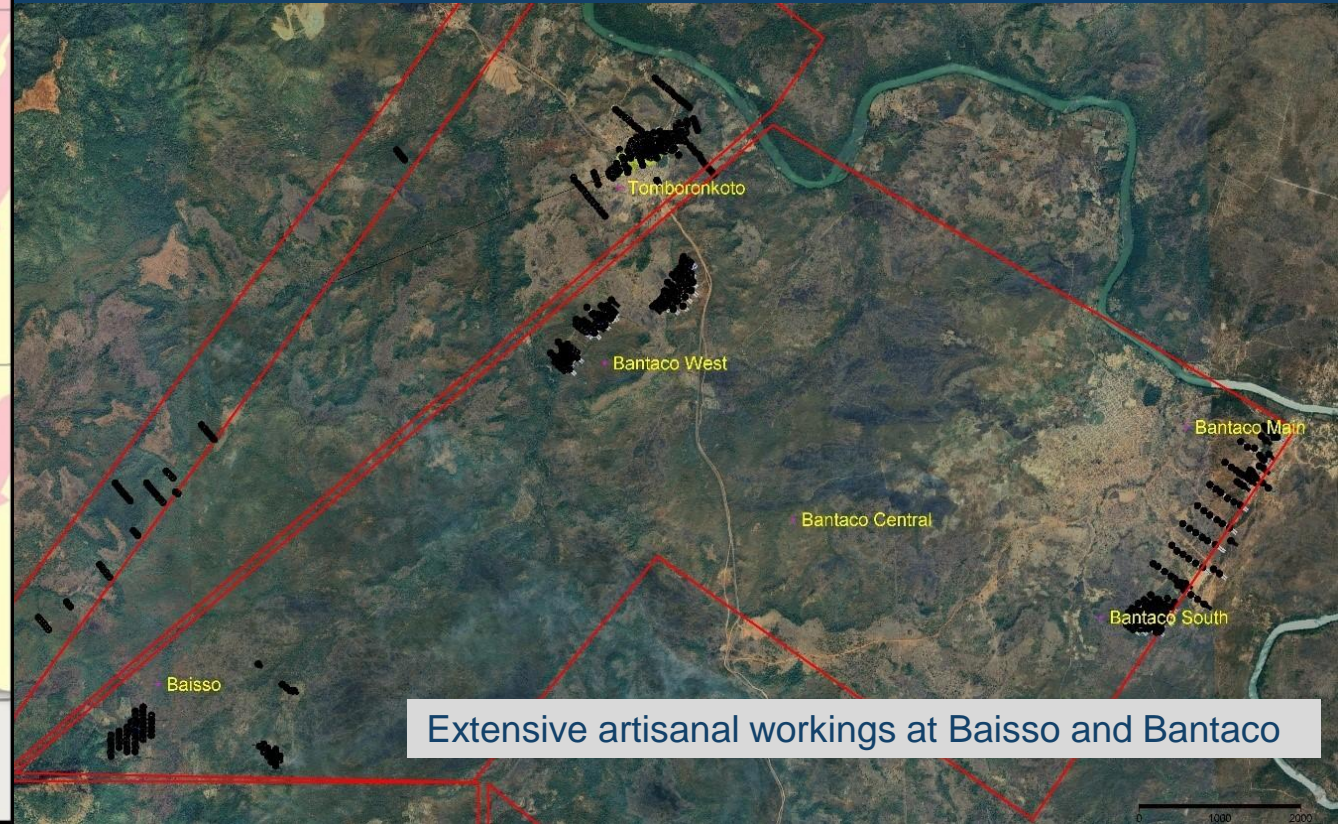 Tomboronkoto
Bantaco West
Bantaco Main
Bantaco Central
Bantaco South
Baisso
Extensive artisanal workings at Baisso and Bantaco
0 1000 2000